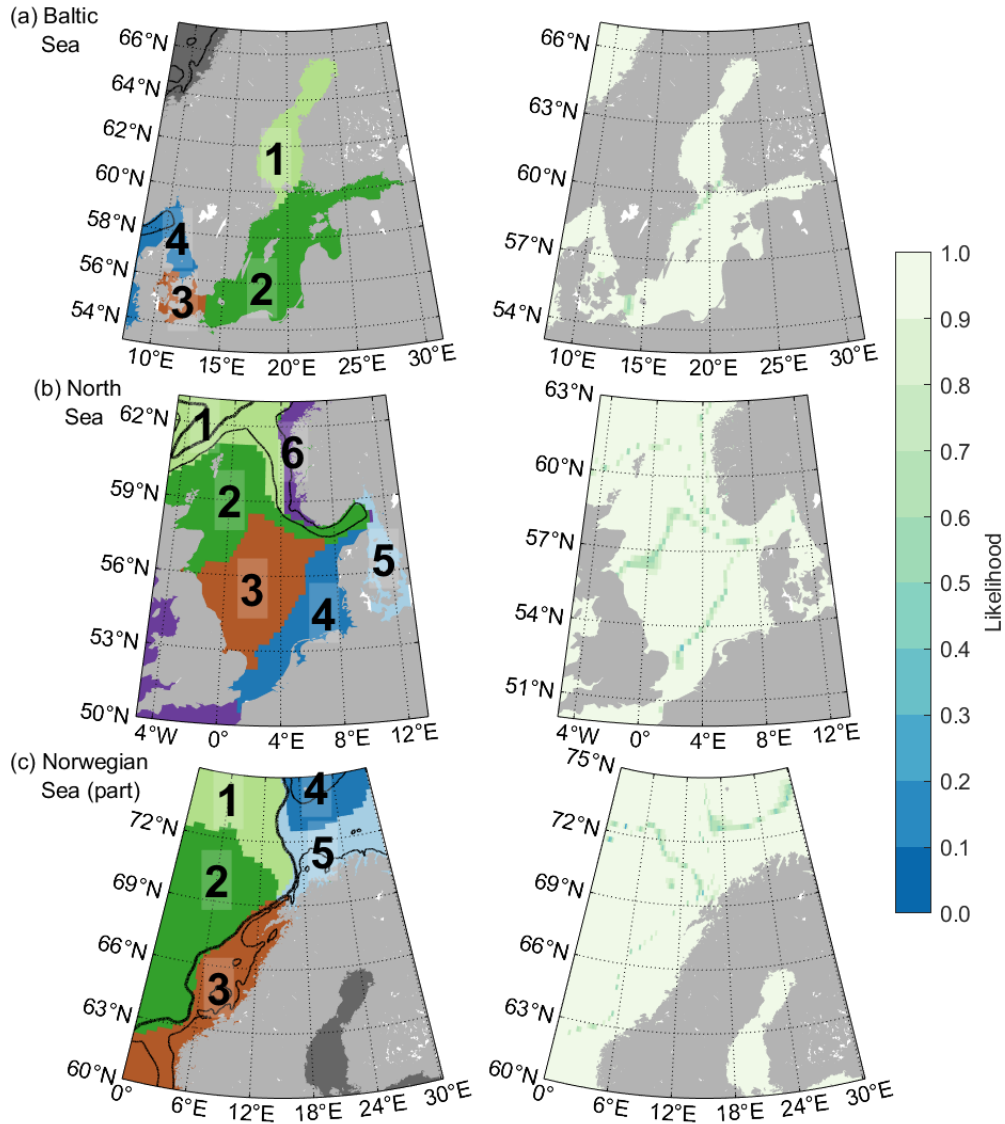 (a) Baltic
Sea
66°N
64°N
62°N
60°N
58°N
56°N
54°N
10°E
15°E
20°E
25°E
30°E
1
2
3
4
66°N
63°N
60°N
57°N
54°N
10°E
15°E
20°E
25°E
30°E
(b) North
Sea
62°N
59°N
56°N
53°N
50°N
4°W
0°
4°E
8°E
12°E
1
2
3
4
5
6
63°N
60°N
57°N
54°N
51°N
4°W
0°
4°E
8°E
12°E
(c) Norwegian
Sea (part)
72°N
69°N
66°N
63°N
60°N
0°
6°E
12°E
18°E
24°E
30°E
1
2
3
4
5
75°N
72°N
69°N
66°N
63°N
60°N
0°
6°E
12°E
18°E
24°E
30°E
1.0
0.9
0.8
0.7
0.6
0.5
0.4
0.3
0.2
0.1
0.0
Likelihood